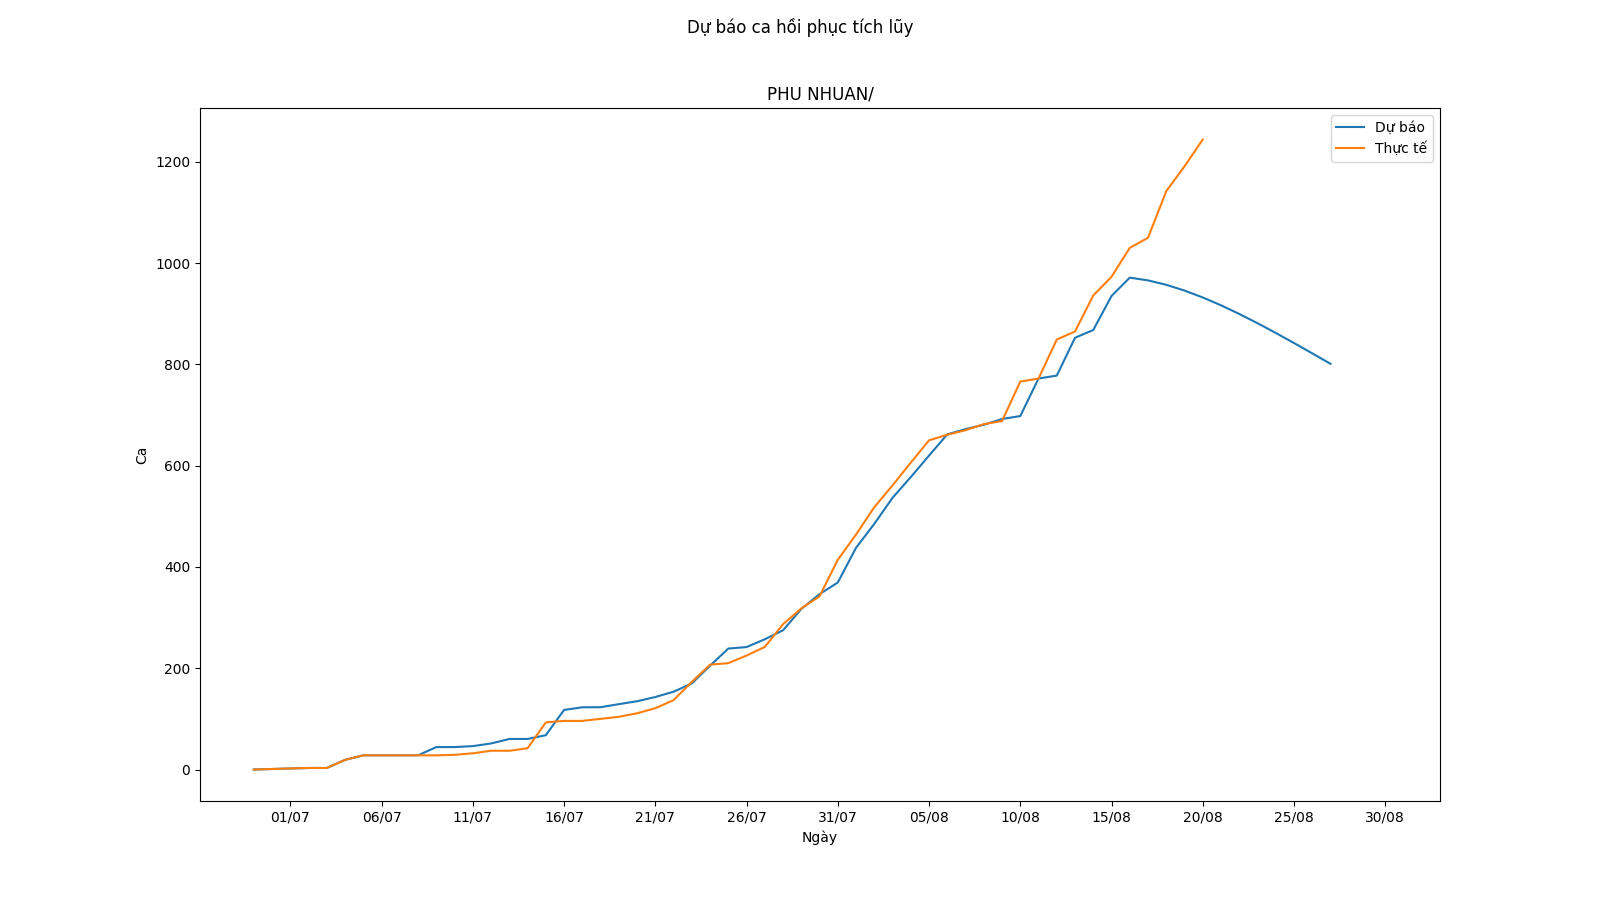 Dự báo ca hồi phục tích lũy
PHU NHUAN/
Dự báo
Thực tế
1200
1000
800
600
400
200
0
Ca
01/07 06/07 11/07 16/07 21/07 26/07 31/07 05/08 10/08 15/08 20/08 25/08 30/08
Ngày